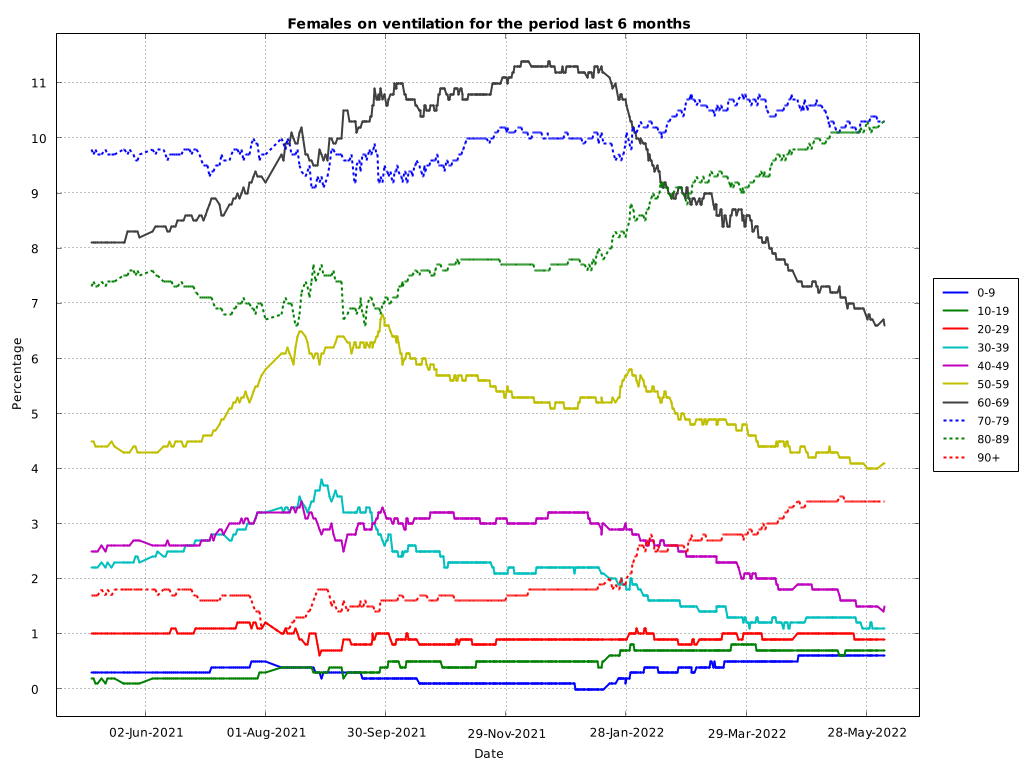 Females on ventilation for the period last 6 months
Percentage
11
10
9
8
7
6
5
4
3
2
1
0
02-Jun-2021
01-Aug-2021
30-Sep-2021
29-Nov-2021
28-Jan-2022
29-Mar-2022
28-May-2022
Date
0-9
10-19
20-29
30-39
40-49
50-59
60-69
70-79
80-89
90+